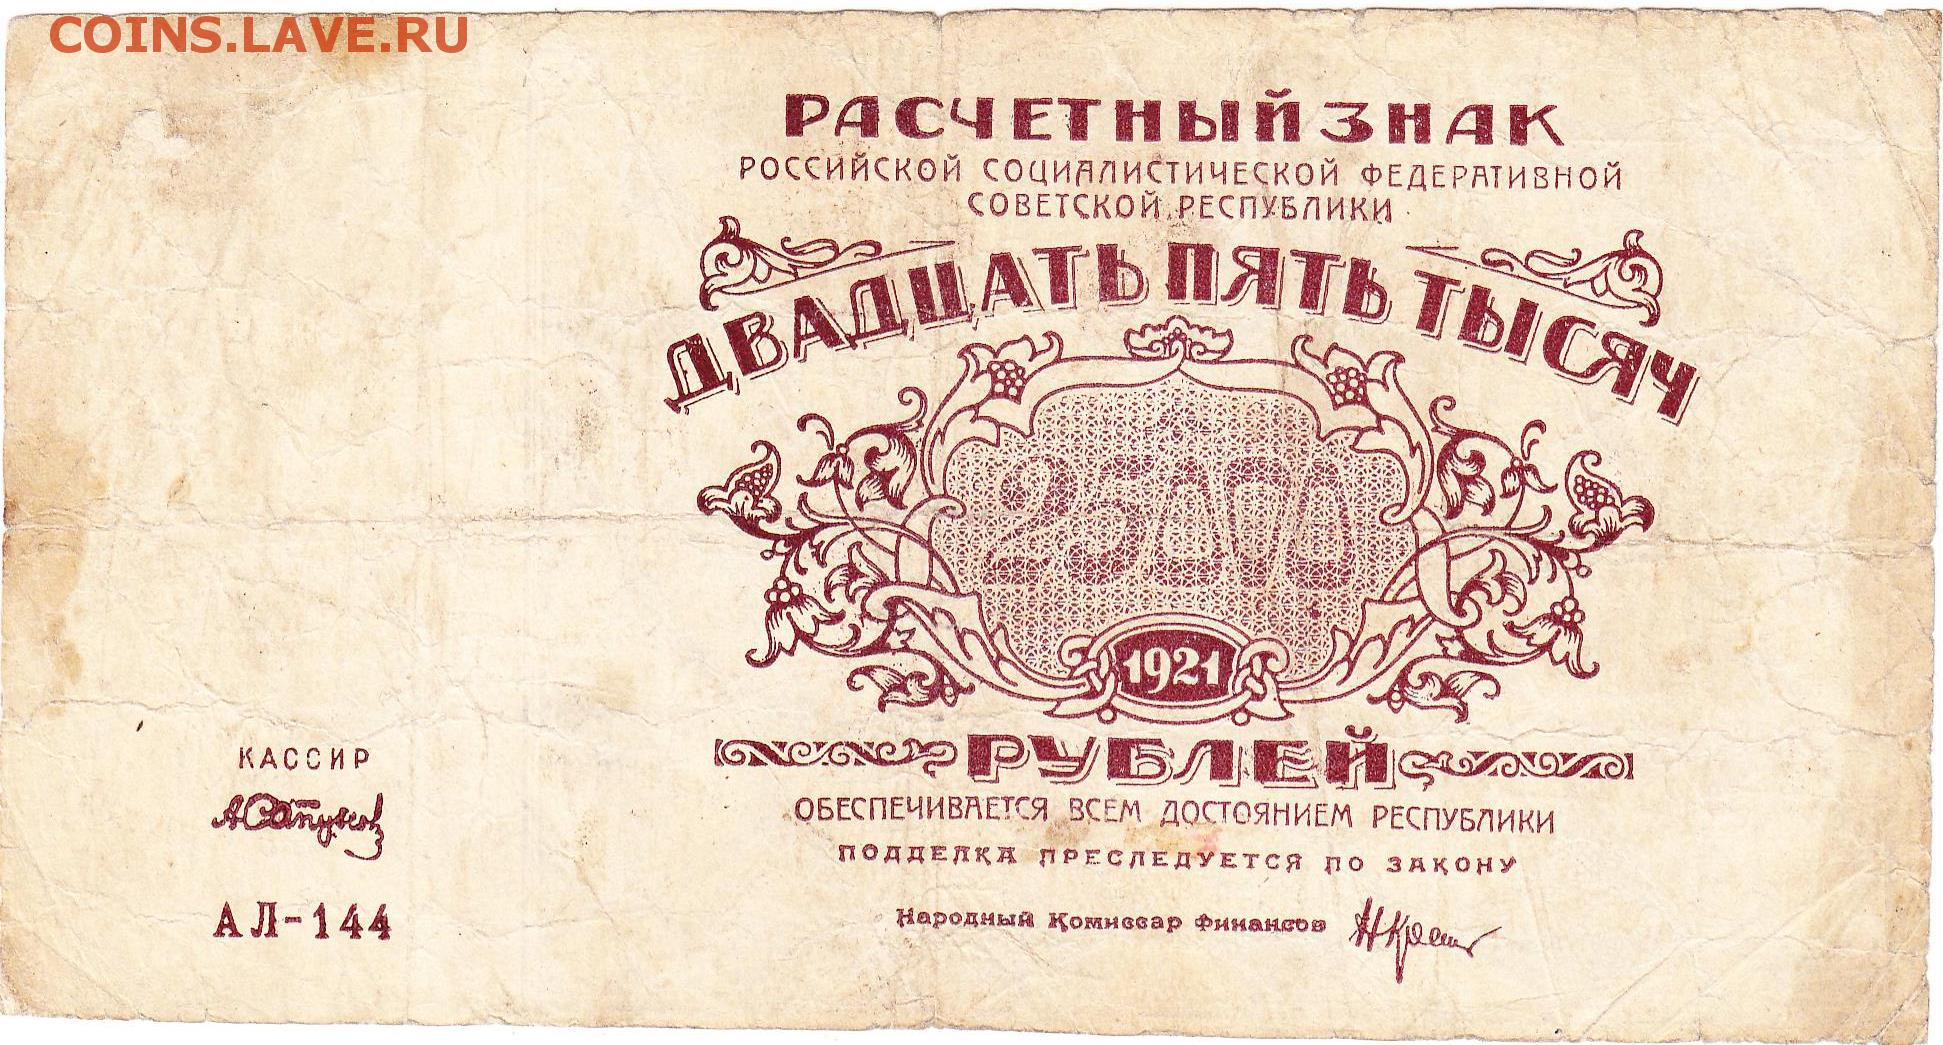 COINS.LAVE.RU
РАСЧЕТНЫЙ ЗНАК
РОССИЙСКОЙ СОЦИАЛИСТИЧЕСКОЙ ФЕДЕРАТИВНОЙ
СОВЕТСКОЙ РЕСПУБЛИКИ
ДВАДЦАТЬ ПЯТЬ ТЫСЯЧ
25000
1921
РУБЛЕЙ
ОБЕСПЕЧИВАЕТСЯ ВСЕМ ДОСТОЯНИЕМ РЕСПУБЛИКИ
ПОДДЕЛКА ПРЕСЛЕДУЕТСЯ ПО ЗАКОНУ
Народный Комиссар Финансов
КАССИР
АЛ-144